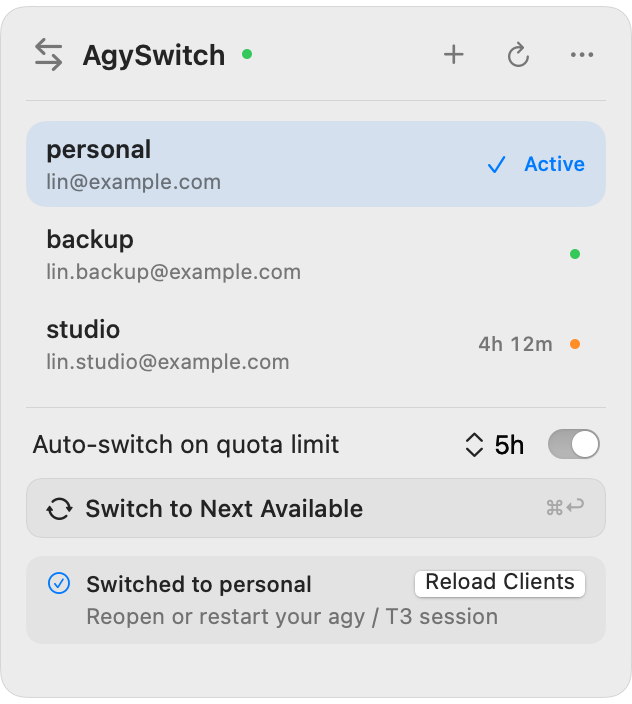 AgySwitch
personal
lin@example.com
✓ Active
backup
lin.backup@example.com
studio
lin.studio@example.com
4h 12m
Auto-switch on quota limit
5h
Switch to Next Available
⌘↩
Switched to personal
Reload Clients
Reopen or restart your agy / T3 session